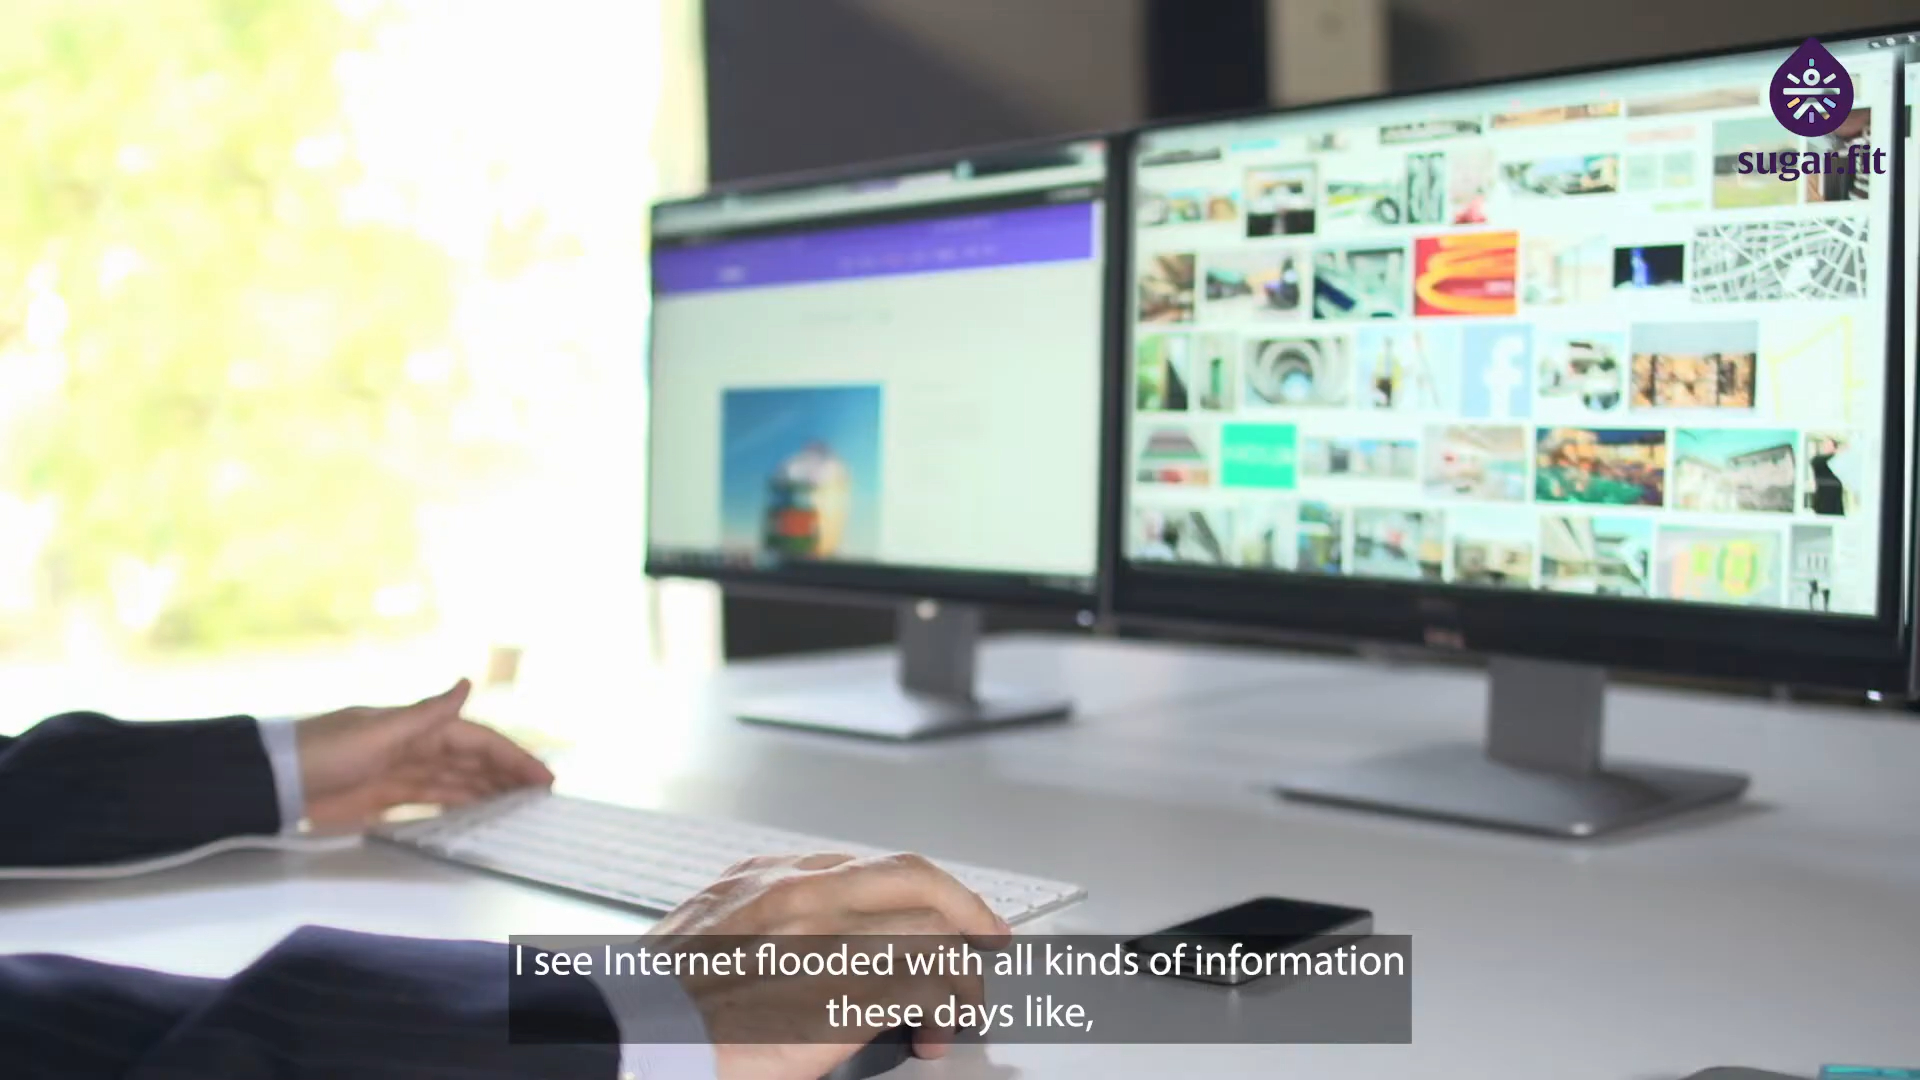 sugar.fit
I see Internet flooded with all kinds of information
these days like,